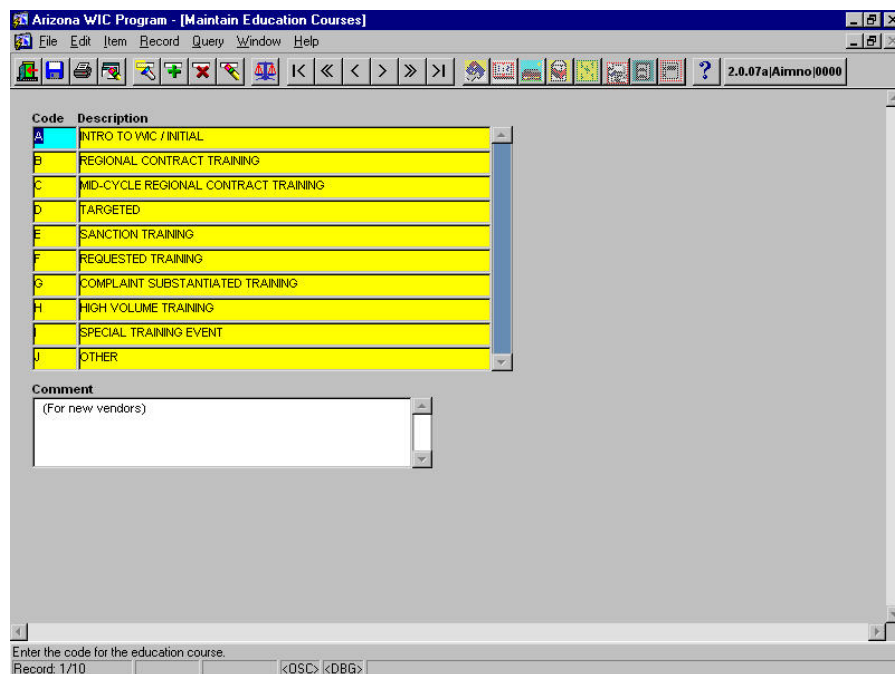 Arizona WIC Program - [Maintain Education Courses]
File Edit Item Record Query Window Help
? 2.0.07a|Aimno|0000
Code Description
A INTRO TO WIC / INITIAL
B REGIONAL CONTRACT TRAINING
C MID-CYCLE REGIONAL CONTRACT TRAINING
D TARGETED
E SANCTION TRAINING
F REQUESTED TRAINING
G COMPLAINT SUBSTANTIATED TRAINING
H HIGH VOLUME TRAINING
I SPECIAL TRAINING EVENT
J OTHER
Comment
(For new vendors)
Enter the code for the education course.
Record: 1/10 <OSC> <DBG>